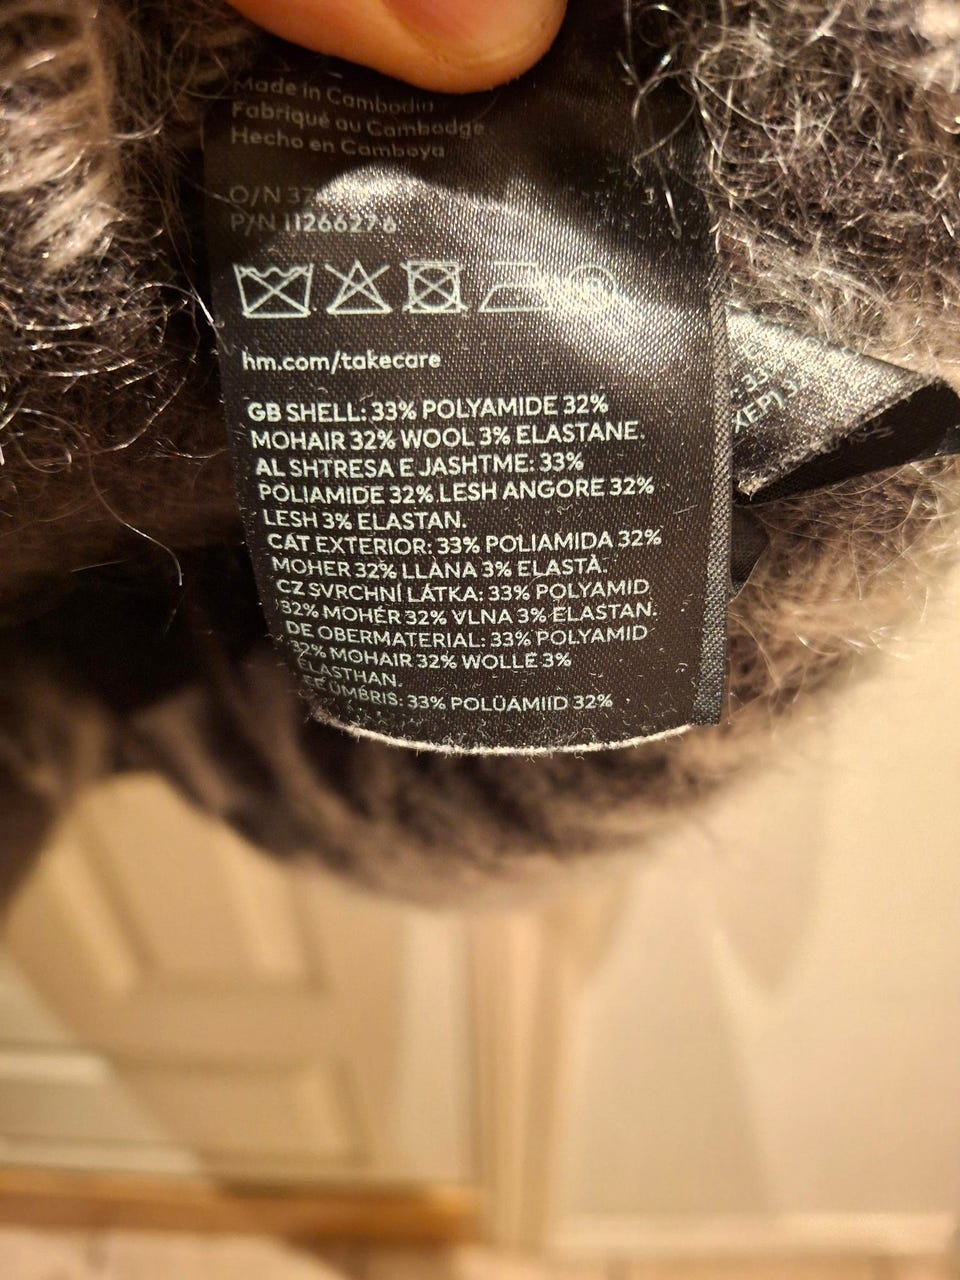 Made in Cambodia
Fabriqué au Cambodge
Hecho en Camboya
O/N 37
P/N 11266276
hm.com/takecare
GB SHELL: 33% POLYAMIDE 32%
MOHAIR 32% WOOL 3% ELASTANE.
AL SHTRESA E JASHTME: 33%
POLIAMIDE 32% LESH ANGORE 32%
LESH 3% ELASTAN.
CAT EXTERIOR: 33% POLIAMIDA 32%
MOHER 32% LLANA 3% ELASTÀ.
CZ SVRCHNÍ LÁTKA: 33% POLYAMID
32% MOHÉR 32% VLNA 3% ELASTAN.
DE OBERMATERIAL: 33% POLYAMID
32% MOHAIR 32% WOLLE 3%
ELASTHAN.
EE ÜMBRIS: 33% POLÜAMIID 32%